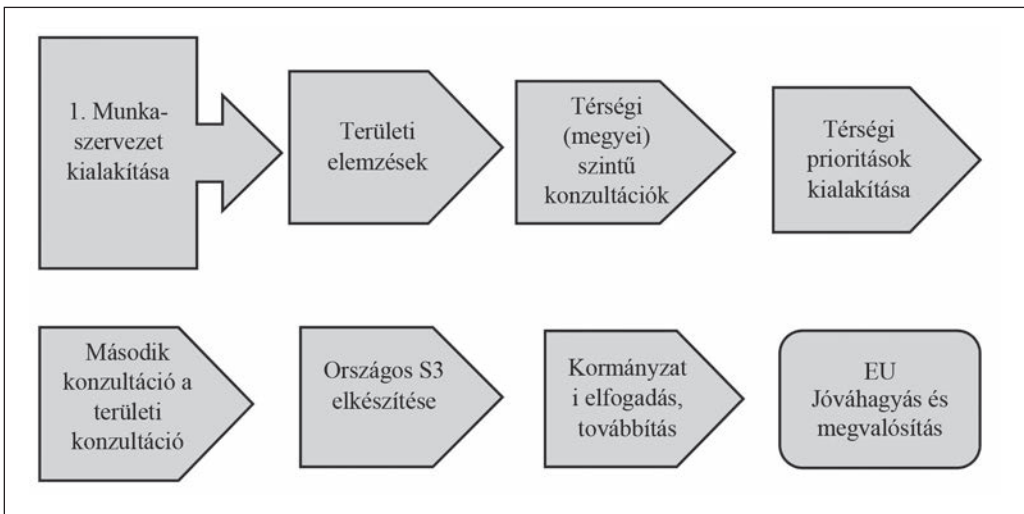 1. Munka-
szervezet
kialakítása
Területi
elemzések
Térségi
(megyei)
szintű
konzultációk
Térségi
prioritások
kialakítása
Második
konzultáció a
területi
konzultáció
Országos S3
elkészítése
Kormányzat
i elfogadás,
továbbítás
EU
Jóváhagyás és
megvalósítás